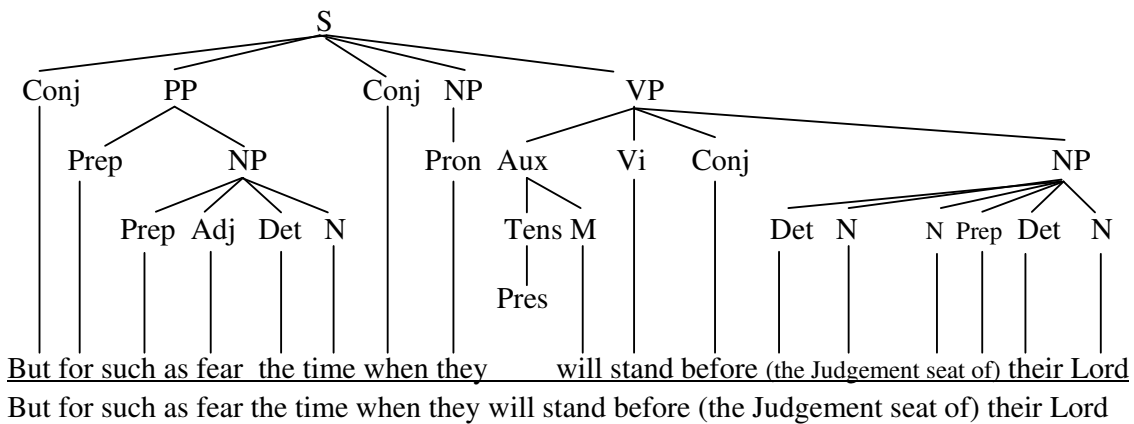 S
Conj PP Conj NP VP
Prep NP Pron Aux Vi Conj NP
Prep Adj Det N Tens M Det N N Prep Det N
Pres
But for such as fear the time when they will stand before (the Judgement seat of) their Lord
But for such as fear the time when they will stand before (the Judgement seat of) their Lord